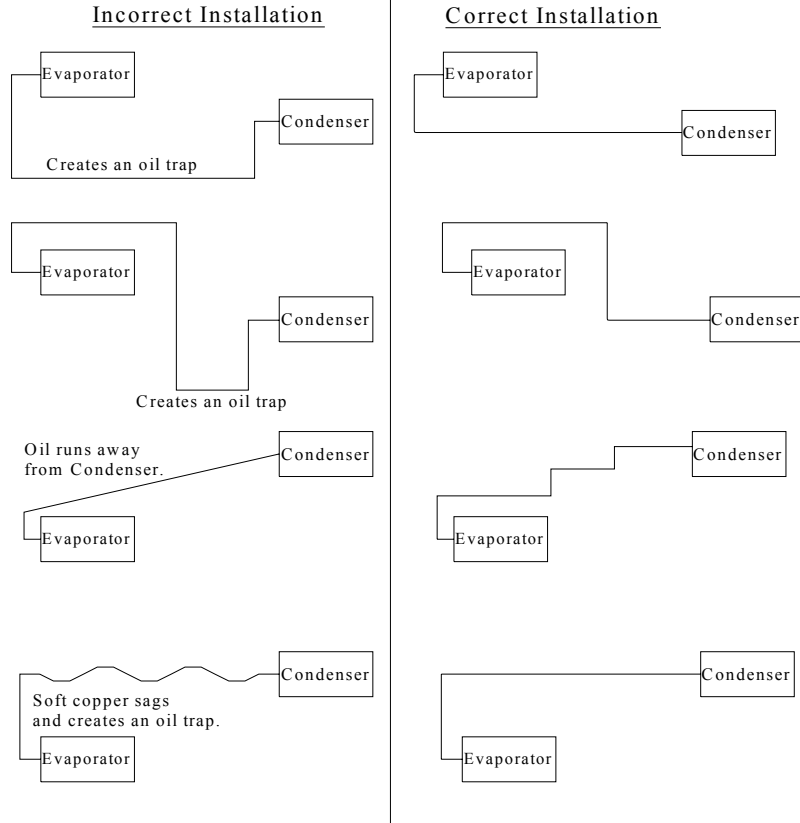 Incorrect Installation
Evaporator
Condenser
Creates an oil trap
Evaporator
Condenser
Creates an oil trap
Oil runs away
from Condenser.
Condenser
Evaporator
Condenser
Soft copper sags
and creates an oil trap.
Evaporator
Correct Installation
Evaporator
Condenser
Evaporator
Condenser
Condenser
Evaporator
Condenser
Evaporator